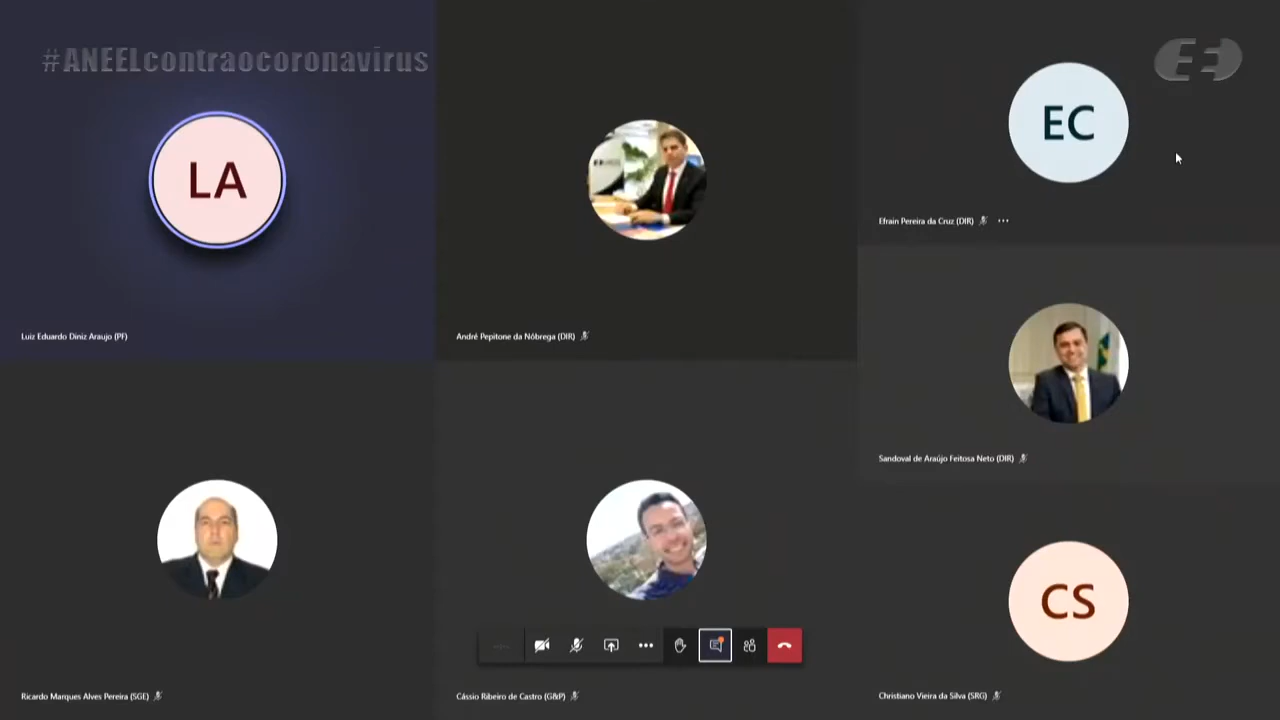 #ANEELcontraocoronavírus
LA
Luiz Eduardo Diniz Araujo (PF)
André Pepitone da Nóbrega (DIR)
EC
Efrain Pereira da Cruz (DIR)
Sandoval de Araújo Feitosa Neto (DIR)
Ricardo Marques Alves Pereira (SGE)
Cássio Ribeiro de Castro (G&P)
CS
Christiano Vieira da Silva (SRG)